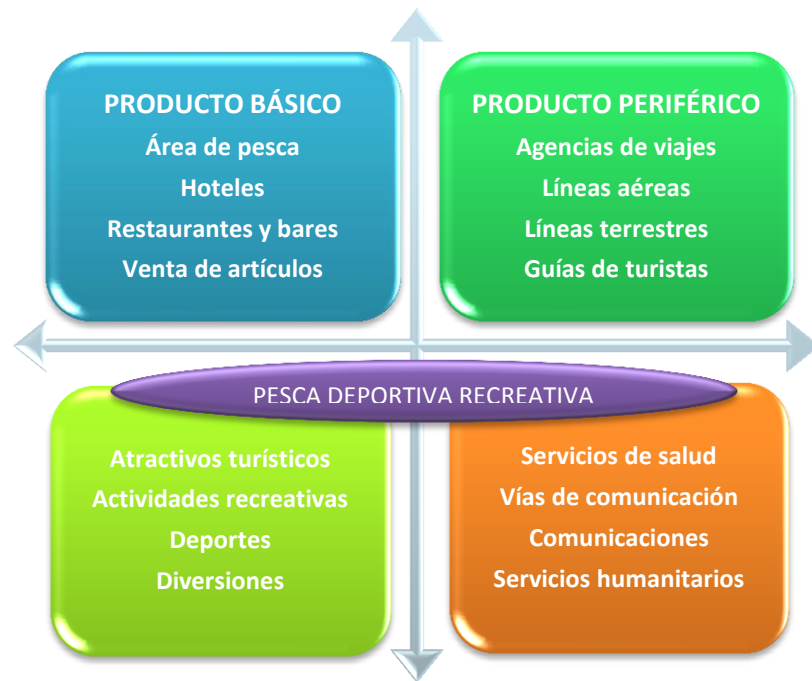 PRODUCTO BÁSICO
Área de pesca
Hoteles
Restaurantes y bares
Venta de artículos
PRODUCTO PERIFÉRICO
Agencias de viajes
Líneas aéreas
Líneas terrestres
Guías de turistas
PESCA DEPORTIVA RECREATIVA
Atractivos turísticos
Actividades recreativas
Deportes
Diversiones
Servicios de salud
Vías de comunicación
Comunicaciones
Servicios humanitarios